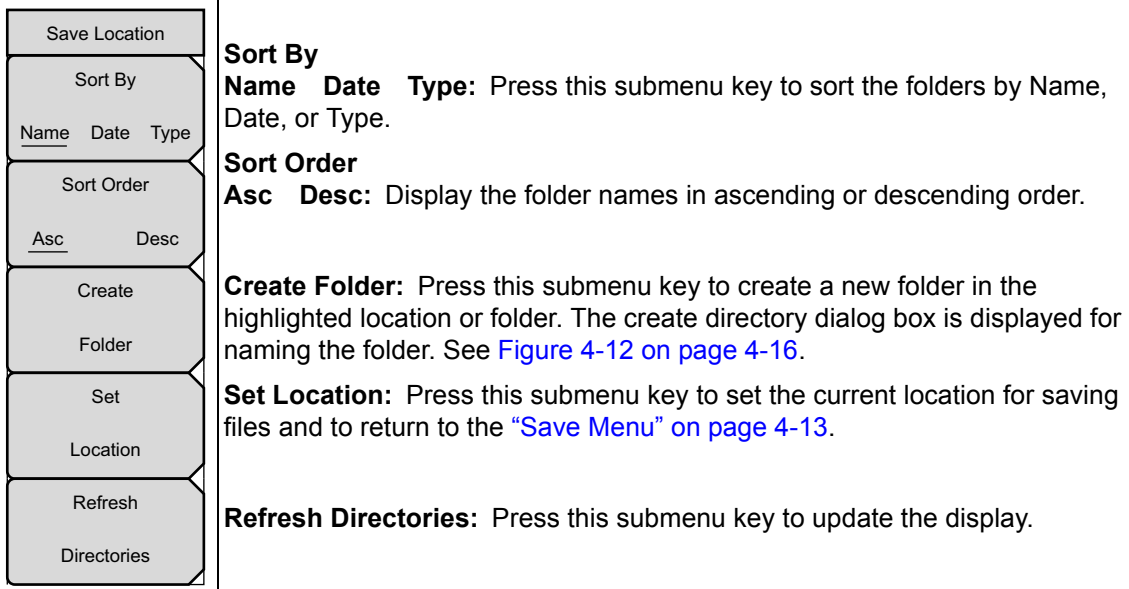 Save Location
Sort By
Name Date Type
Sort Order
Asc Desc
Create
Folder
Set
Location
Refresh
Directories
Sort By
Name Date Type: Press this submenu key to sort the folders by Name,
Date, or Type.
Sort Order
Asc Desc: Display the folder names in ascending or descending order.
Create Folder: Press this submenu key to create a new folder in the
highlighted location or folder. The create directory dialog box is displayed for
naming the folder. See Figure 4-12 on page 4-16.
Set Location: Press this submenu key to set the current location for saving
files and to return to the “Save Menu” on page 4-13.
Refresh Directories: Press this submenu key to update the display.